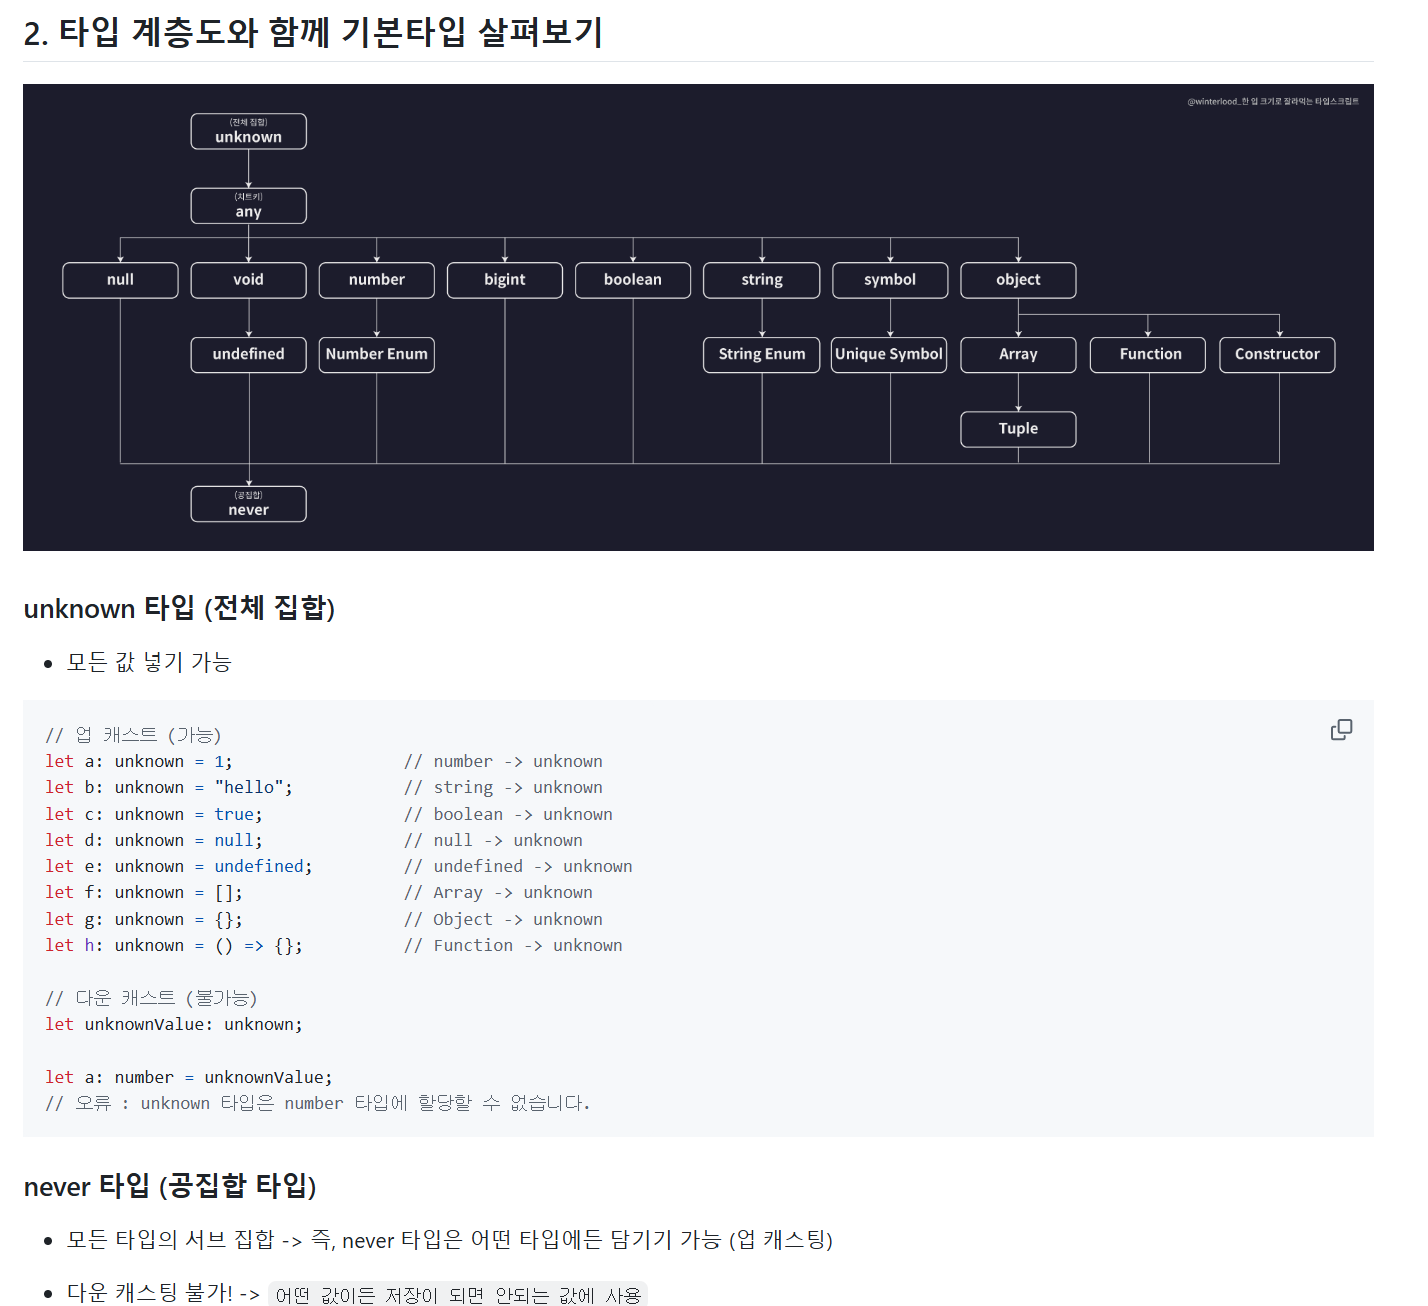 2. 타입 계층도와 함께 기본타입 살펴보기
@winterlood_한 입 크기로 잘라먹는 타입스크립트
(전체 집합)
unknown
(치트키)
any
null
void
number
bigint
boolean
string
symbol
object
undefined
Number Enum
String Enum
Unique Symbol
Array
Function
Constructor
Tuple
(공집합)
never
unknown 타입 (전체 집합)
• 모든 값 넣기 가능
// 업 캐스트 (가능)
let a: unknown = 1;                 // number -> unknown
let b: unknown = "hello";           // string -> unknown
let c: unknown = true;              // boolean -> unknown
let d: unknown = null;              // null -> unknown
let e: unknown = undefined;         // undefined -> unknown
let f: unknown = [];                // Array -> unknown
let g: unknown = {};                // Object -> unknown
let h: unknown = () => {};          // Function -> unknown
// 다운 캐스트 (불가능)
let unknownValue: unknown;
let a: number = unknownValue;
// 오류 : unknown 타입은 number 타입에 할당할 수 없습니다.
never 타입 (공집합 타입)
• 모든 타입의 서브 집합 -> 즉, never 타입은 어떤 타입에든 담기기 가능 (업 캐스팅)
• 다운 캐스팅 불가! -> 어떤 값이든 저장이 되면 안되는 값에 사용